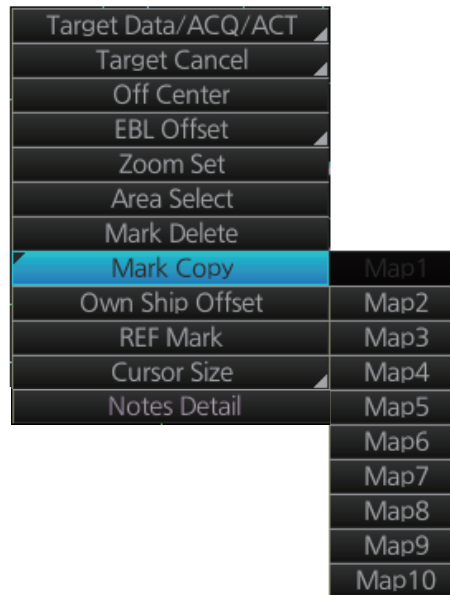 Target Data/ACQ/ACT
Target Cancel
Off Center
EBL Offset
Zoom Set
Area Select
Mark Delete
Mark Copy
Own Ship Offset
REF Mark
Cursor Size
Notes Detail
Map1
Map2
Map3
Map4
Map5
Map6
Map7
Map8
Map9
Map10